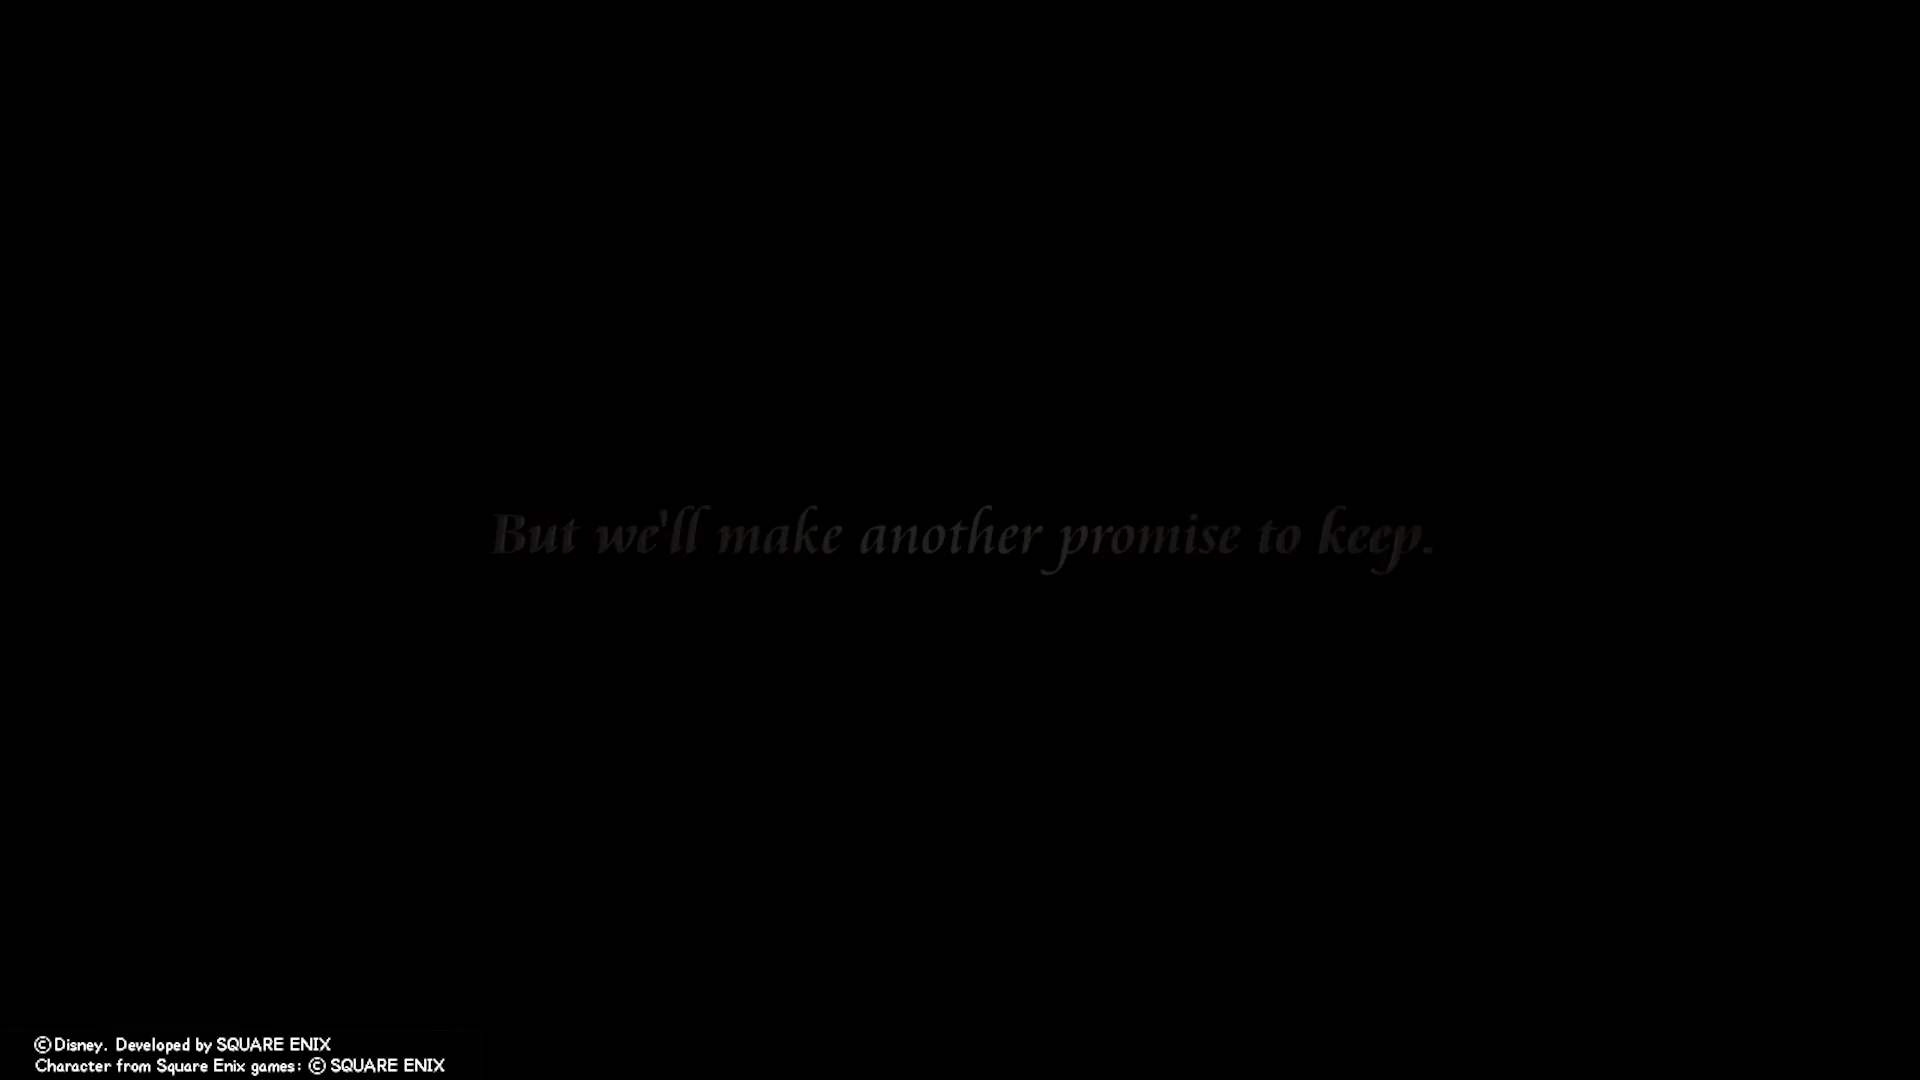 But we'll make another promise to keep.
©Disney. Developed by SQUARE ENIX
Character from Square Enix games: © SQUARE ENIX